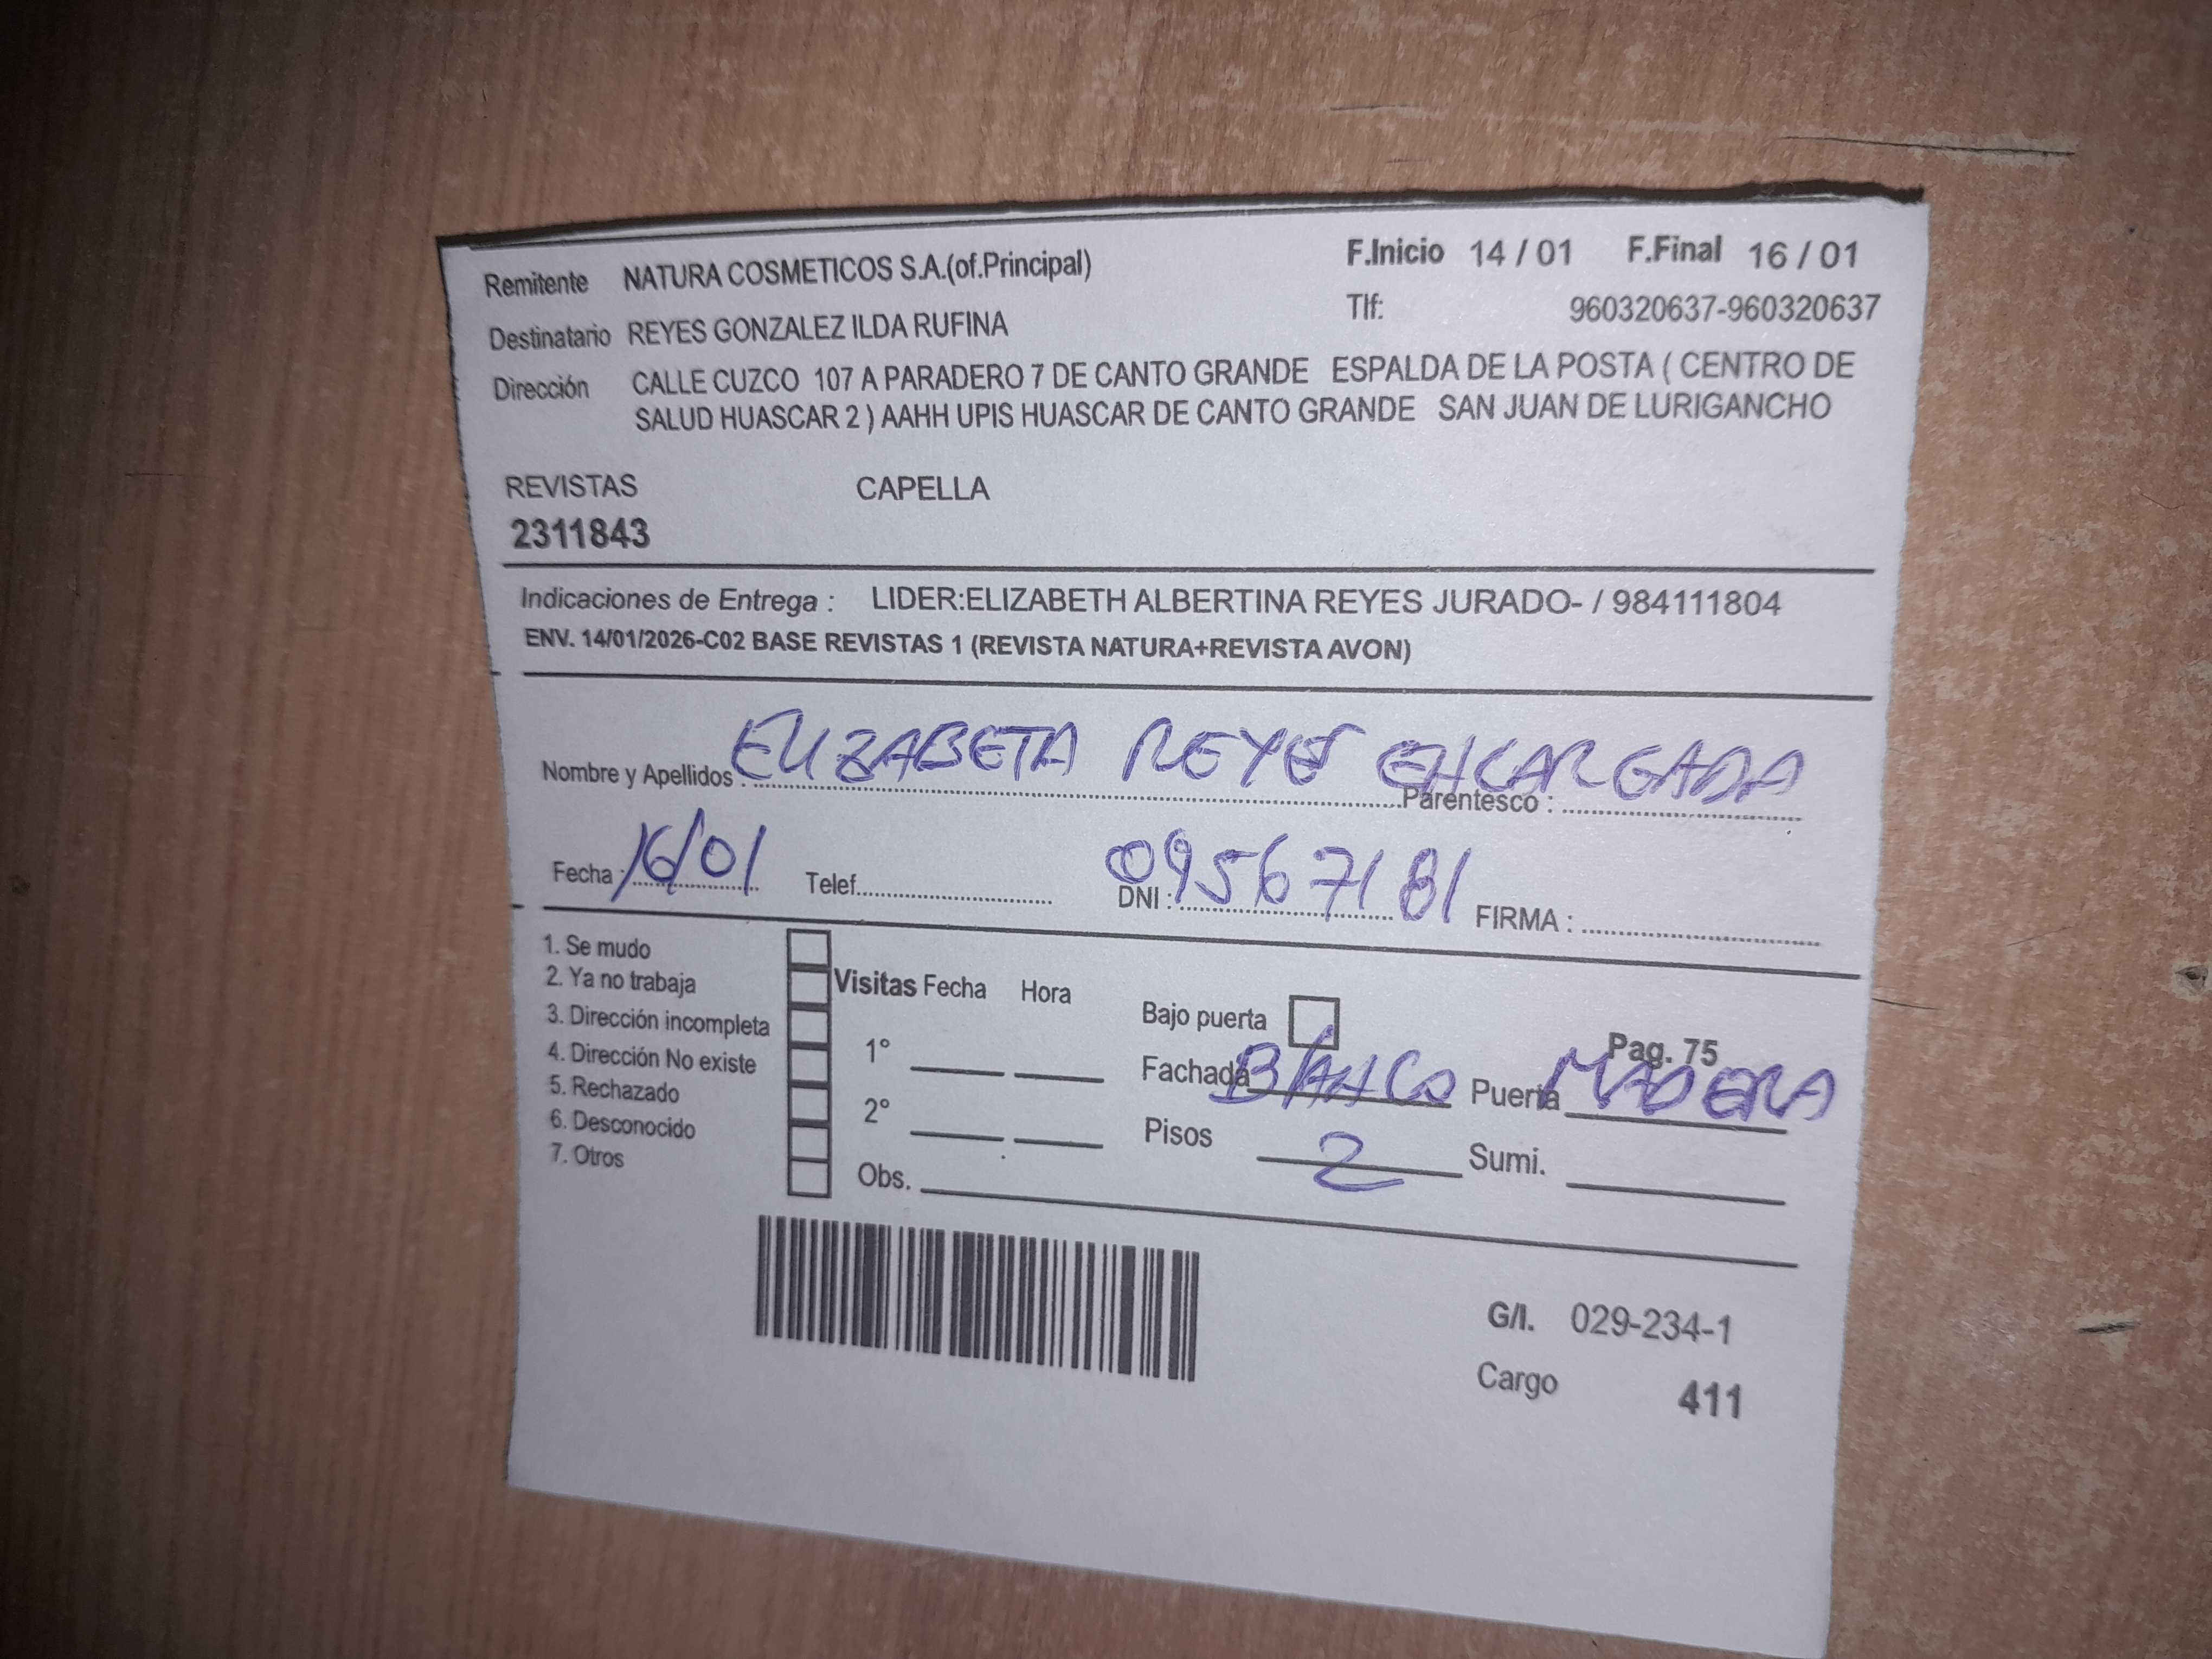 Remitente NATURA COSMETICOS S.A.(of.Principal) F.Inicio 14 / 01 F.Final 16 / 01
Destinatario REYES GONZALEZ ILDA RUFINA Tlf: 960320637-960320637
Dirección CALLE CUZCO 107 A PARADERO 7 DE CANTO GRANDE ESPALDA DE LA POSTA ( CENTRO DE
SALUD HUASCAR 2 ) AAHH UPIS HUASCAR DE CANTO GRANDE SAN JUAN DE LURIGANCHO
REVISTAS CAPELLA
2311843
Indicaciones de Entrega : LIDER:ELIZABETH ALBERTINA REYES JURADO- / 984111804
ENV. 14/01/2026-C02 BASE REVISTAS 1 (REVISTA NATURA+REVISTA AVON)
Nombre y Apellidos : ELIZABETA REYES Parentesco : ENCARGADA
Fecha : 16/01 Telef. DNI : 09567181 FIRMA :
1. Se mudo
2. Ya no trabaja Visitas Fecha Hora Bajo puerta
3. Dirección incompleta 1° Fachada BLANCO Puerta MADERA Pag. 75
4. Dirección No existe
5. Rechazado 2° Pisos 2 Sumi.
6. Desconocido
7. Otros Obs.
G/I. 029-234-1
Cargo 411